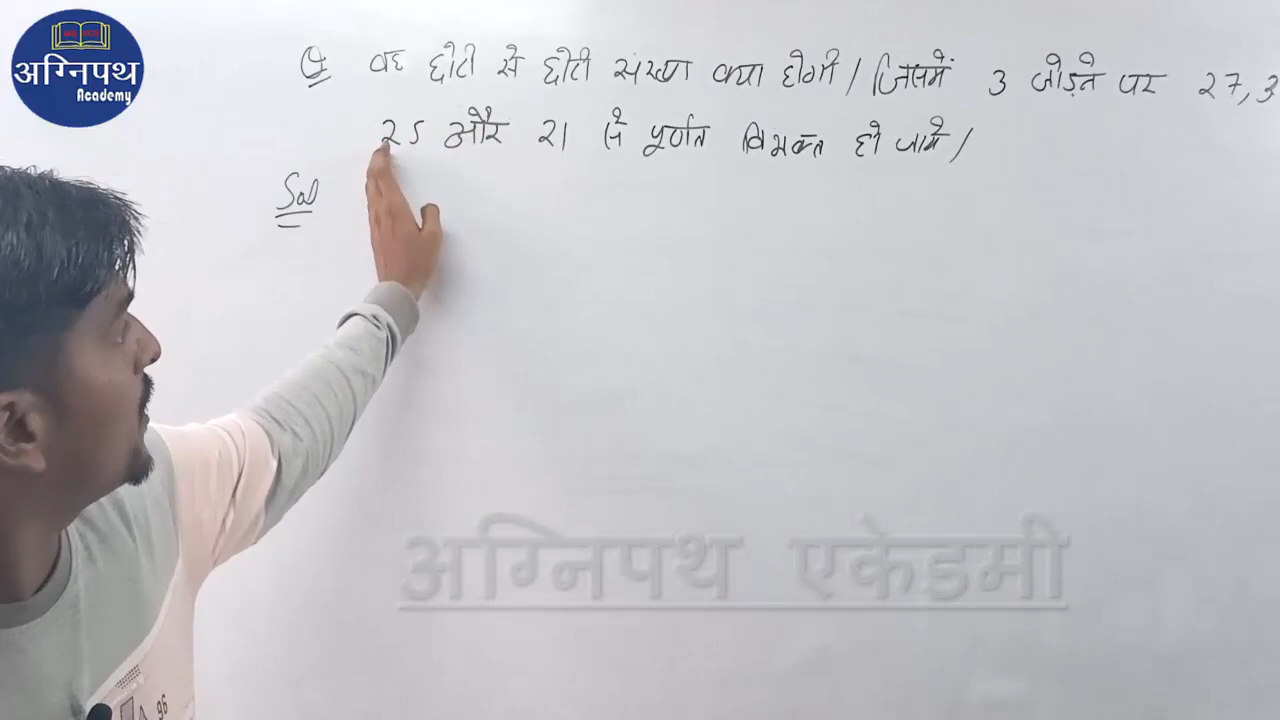 अग्निपथ
Academy
Q वह छोटी से छोटी संख्या क्या होगी / जिसमें 3 जोड़ने पर 27, 3
25 और 21 से पूर्णत विभक्त हो जाये /
Sol
अग्निपथ एकेडमी
96